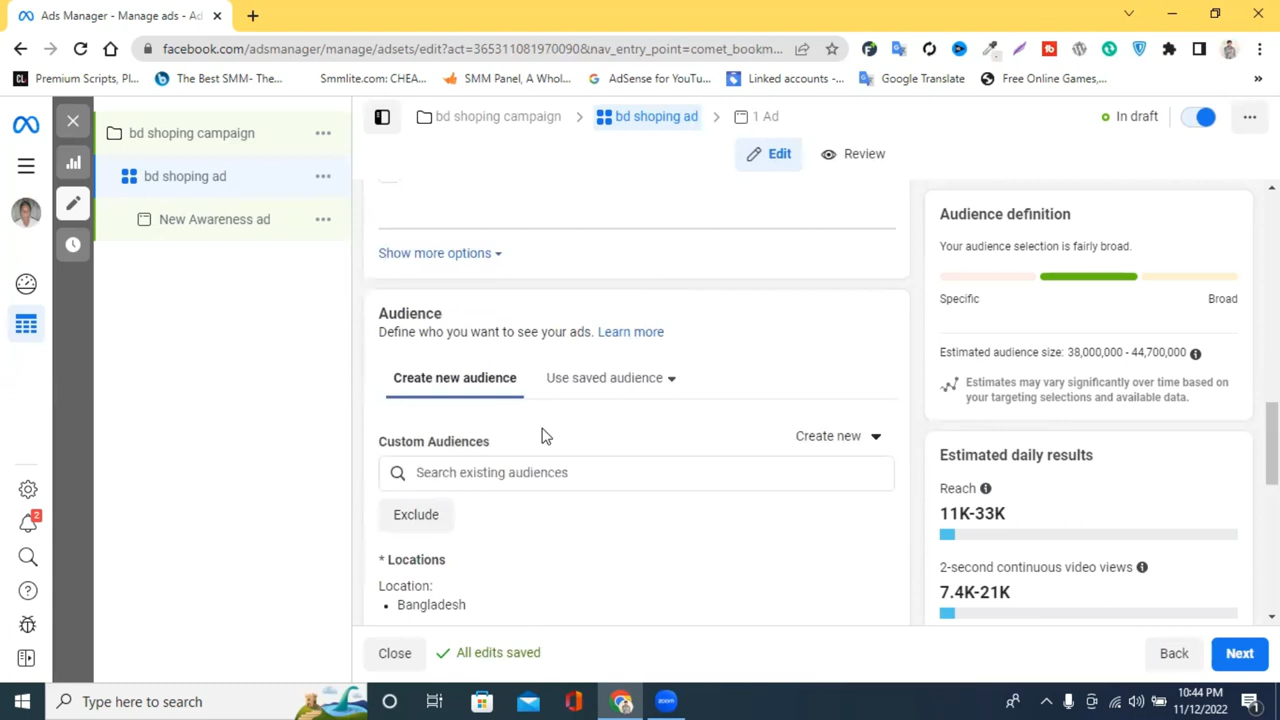 Ads Manager - Manage ads - Ad
facebook.com/adsmanager/manage/adsets/edit?act=365311081970090&nav_entry_point=comet_bookm...
Premium Scripts, Pl...
The Best SMM- The...
Smmlite.com: CHEA...
SMM Panel, A Whol...
AdSense for YouTu...
Linked accounts -...
Google Translate
Free Online Games,...
»
bd shoping campaign
bd shoping ad
1 Ad
In draft
Edit
Review
bd shoping campaign
bd shoping ad
New Awareness ad
Show more options
Audience
Define who you want to see your ads. Learn more
Create new audience
Use saved audience
Custom Audiences
Create new
Search existing audiences
Exclude
* Locations
Location:
• Bangladesh
Audience definition
Your audience selection is fairly broad.
Specific
Broad
Estimated audience size: 38,000,000 - 44,700,000
Estimates may vary significantly over time based on
your targeting selections and available data.
Estimated daily results
Reach
11K-33K
2-second continuous video views
7.4K-21K
2
Close
All edits saved
Back
Next
Type here to search
10:44 PM
11/12/2022
1